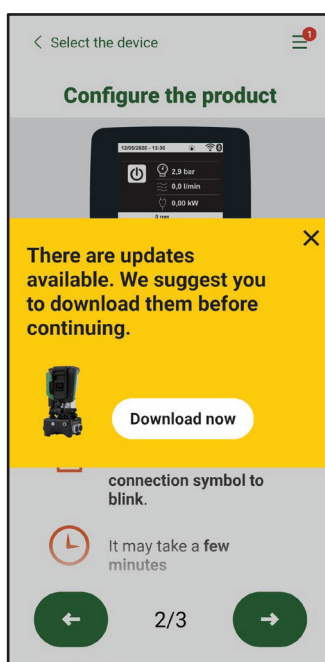 Select the device
1
Configure the product
12/05/2020 - 13:36
2,9 bar
0,0 l/min
0,00 kW
0 rpm
There are updates
available. We suggest you
to download them before
continuing.
Download now
connection symbol to
blink.
It may take a few
minutes
2/3